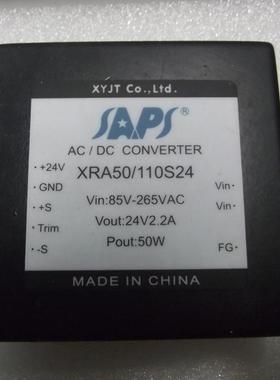 XYJT Co.,Ltd.
SAPS®
AC / DC CONVERTER
XRA50/110S24
+24V
GND
+S
Trim
-S
Vin:85V-265VAC
Vout:24V2.2A
Pout:50W
Vin
Vin
FG
MADE IN CHINA